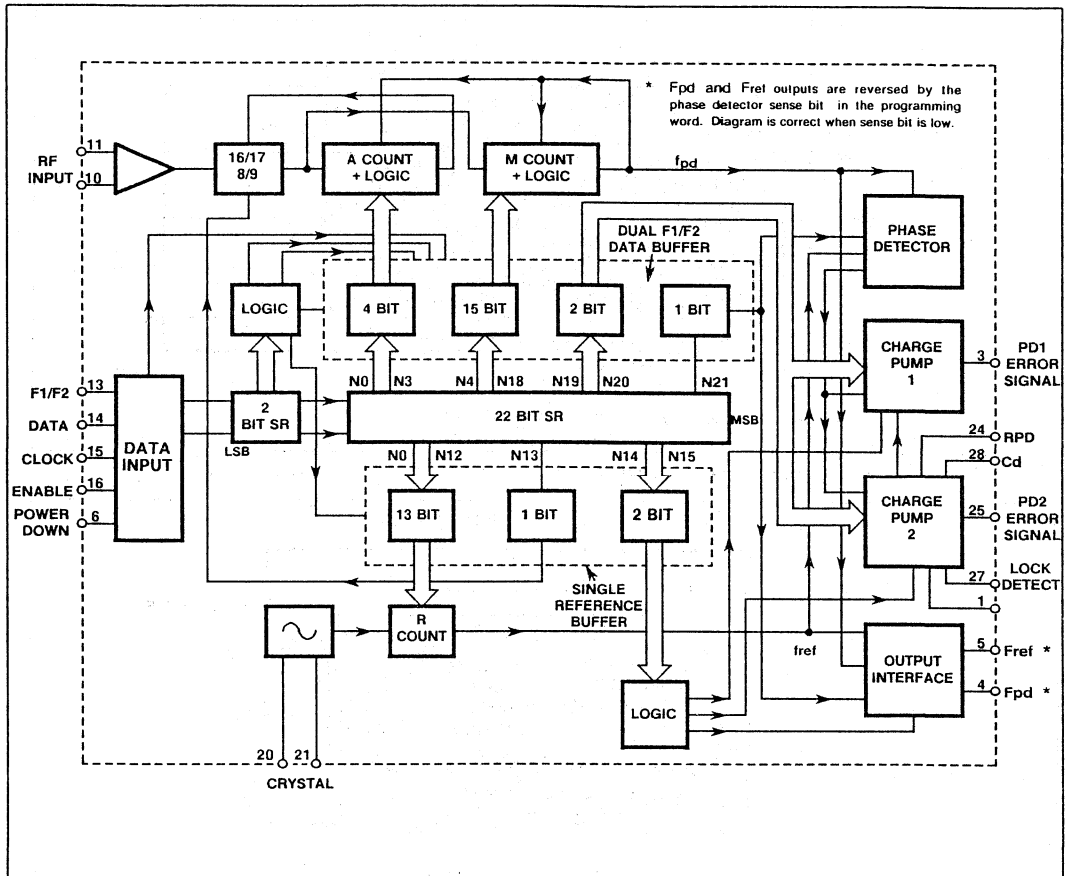 * Fpd and Fref outputs are reversed by the
phase detector sense bit in the programming
word. Diagram is correct when sense bit is low.
11
RF
INPUT
10
16/17
8/9
A COUNT
+ LOGIC
M COUNT
+ LOGIC
fpd
PHASE
DETECTOR
DUAL F1/F2
DATA BUFFER
LOGIC
4 BIT
15 BIT
2 BIT
1 BIT
CHARGE
PUMP
1
3
PD1
ERROR
SIGNAL
N0
N3
N4
N18
N19
N20
N21
F1/F2
13
DATA
14
CLOCK
15
ENABLE
16
POWER
DOWN
6
DATA
INPUT
2
BIT SR
LSB
22 BIT SR
MSB
24
RPD
28
Cd
N0
N12
N13
N14
N15
13 BIT
1 BIT
2 BIT
CHARGE
PUMP
2
25
PD2
ERROR
SIGNAL
27
LOCK
DETECT
1
SINGLE
REFERENCE
BUFFER
R
COUNT
fref
OUTPUT
INTERFACE
5
Fref *
4
Fpd *
LOGIC
20
21
CRYSTAL